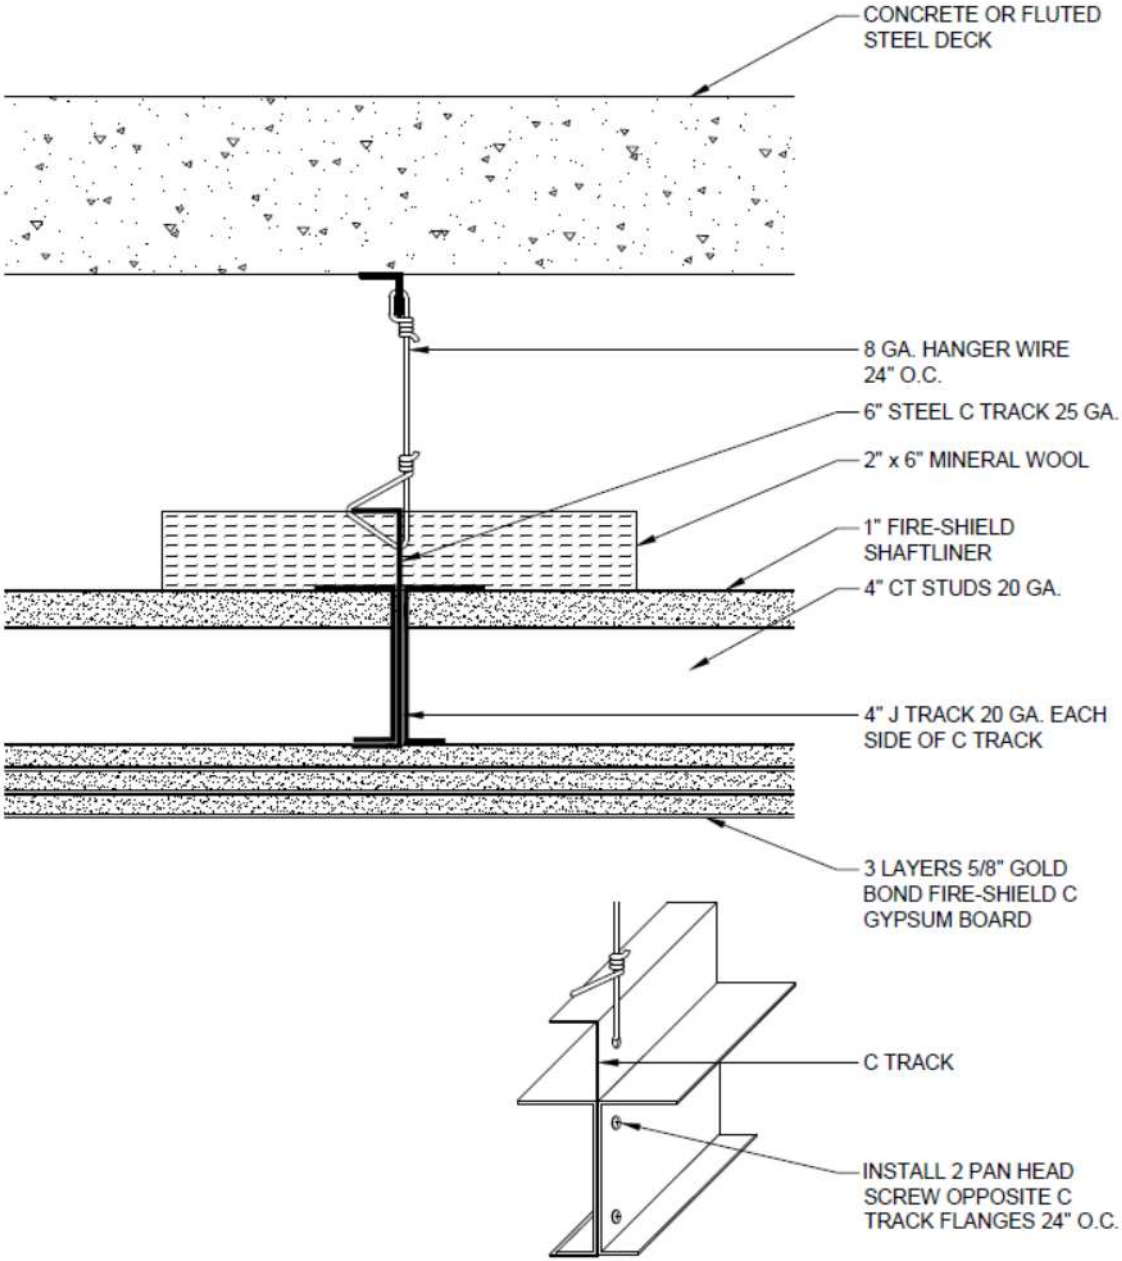 CONCRETE OR FLUTED
STEEL DECK
8 GA. HANGER WIRE
24" O.C.
6" STEEL C TRACK 25 GA.
2" x 6" MINERAL WOOL
1" FIRE-SHIELD
SHAFTLINER
4" CT STUDS 20 GA.
4" J TRACK 20 GA. EACH
SIDE OF C TRACK
3 LAYERS 5/8" GOLD
BOND FIRE-SHIELD C
GYPSUM BOARD
C TRACK
INSTALL 2 PAN HEAD
SCREW OPPOSITE C
TRACK FLANGES 24" O.C.